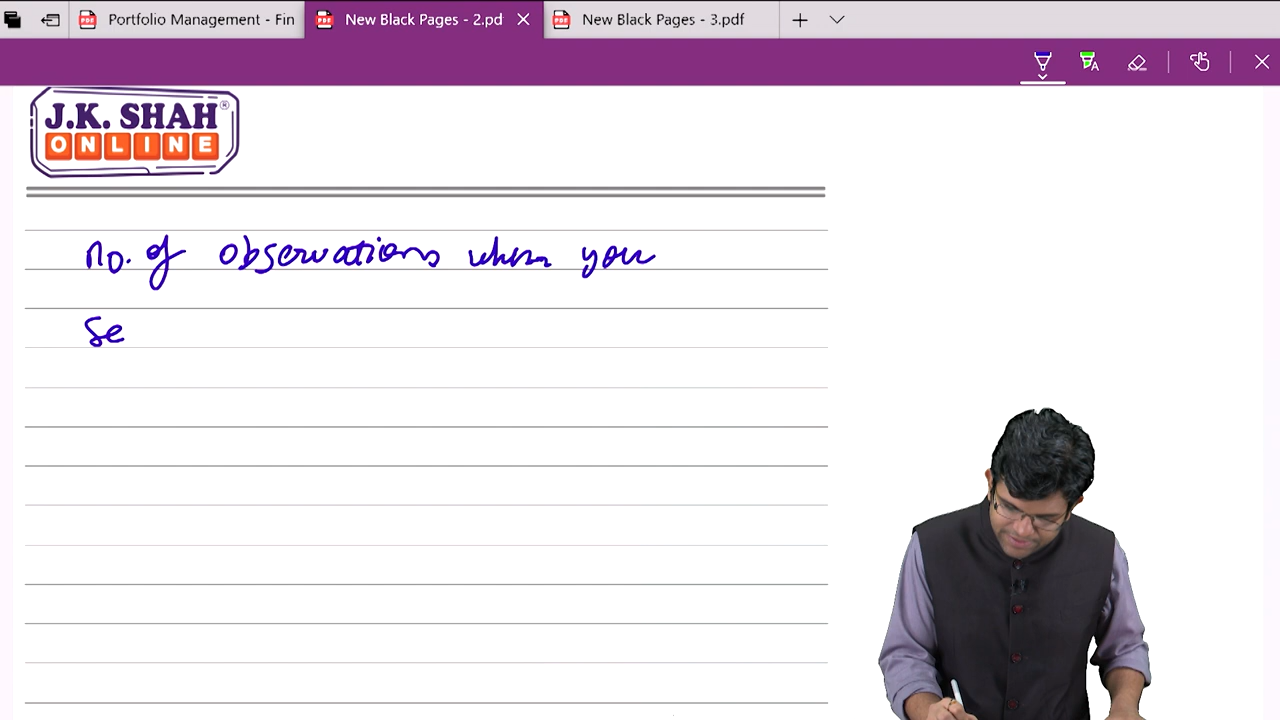 Portfolio Management - Fin
New Black Pages - 2.pd
New Black Pages - 3.pdf
J.K. SHAH®
ONLINE
no. of observations when you
se